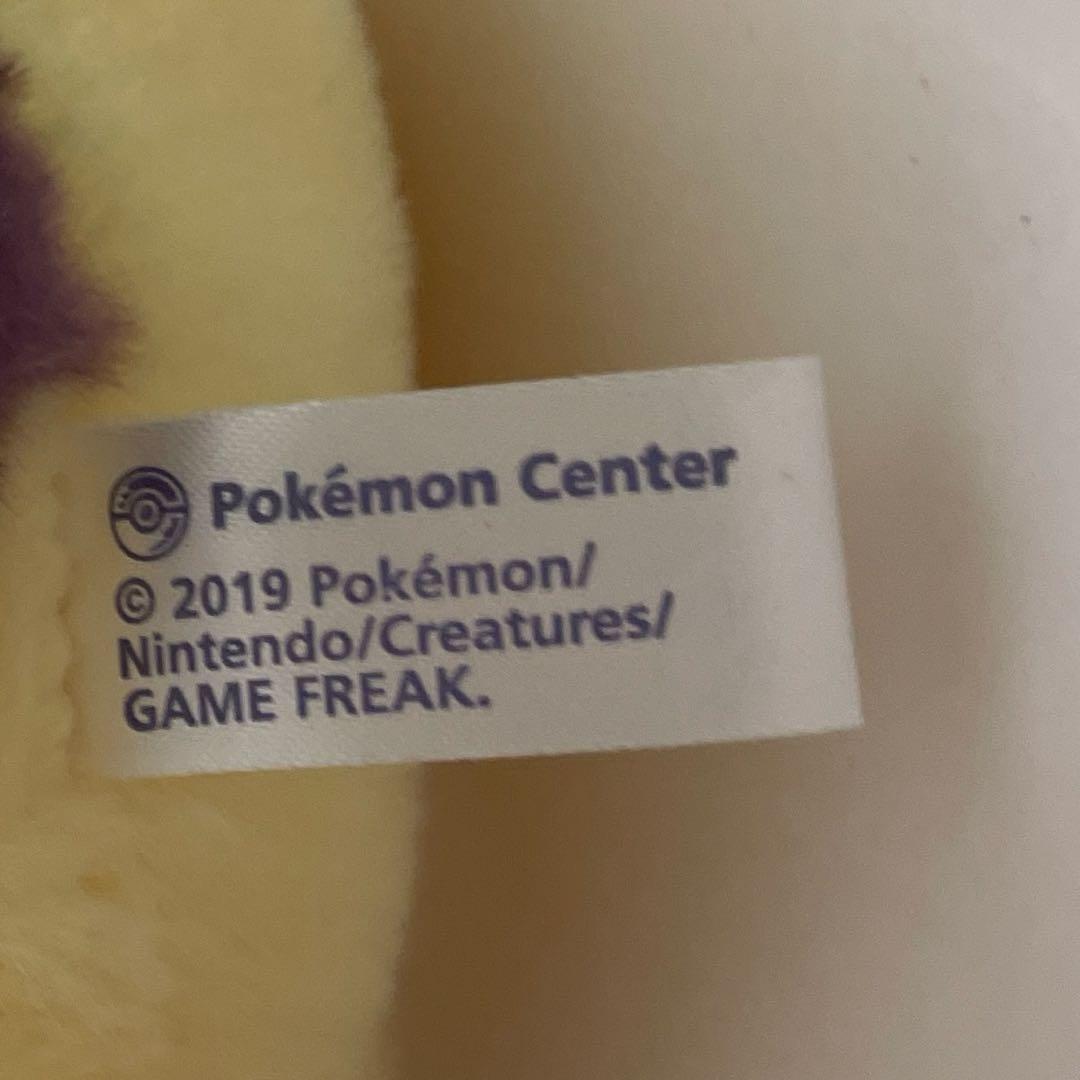 Pokémon Center
© 2019 Pokémon/
Nintendo/Creatures/
GAME FREAK.